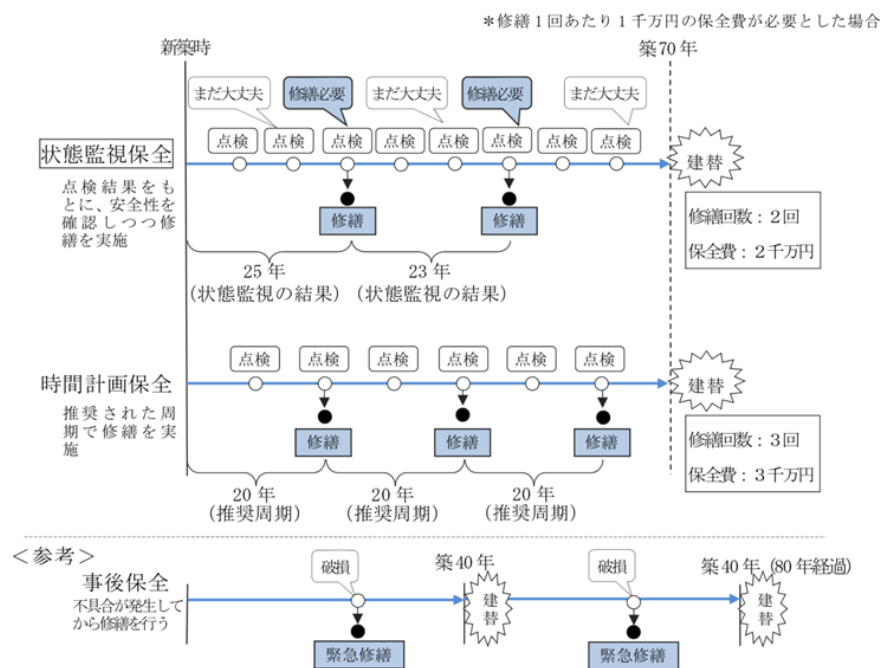 ＊修繕１回あたり１千万円の保全費が必要とした場合
新築時
築70年
まだ大丈夫
修繕必要
まだ大丈夫
修繕必要
まだ大丈夫
点検
点検
点検
点検
点検
点検
点検
点検
状態監視保全
建替
点検結果をも
とに、安全性を
確認しつつ修
繕を実施
修繕
修繕
修繕回数：２回
保全費：２千万円
25年
(状態監視の結果)
23年
(状態監視の結果)
点検
点検
点検
点検
点検
点検
時間計画保全
建替
推奨された周
期で修繕を実
施
修繕
修繕
修繕
修繕回数：３回
保全費：３千万円
20年
(推奨周期)
20年
(推奨周期)
20年
(推奨周期)
＜参考＞
事後保全
不具合が発生して
から修繕を行う
破損
築40年
破損
築40年 (80年経過)
建替
建替
緊急修繕
緊急修繕